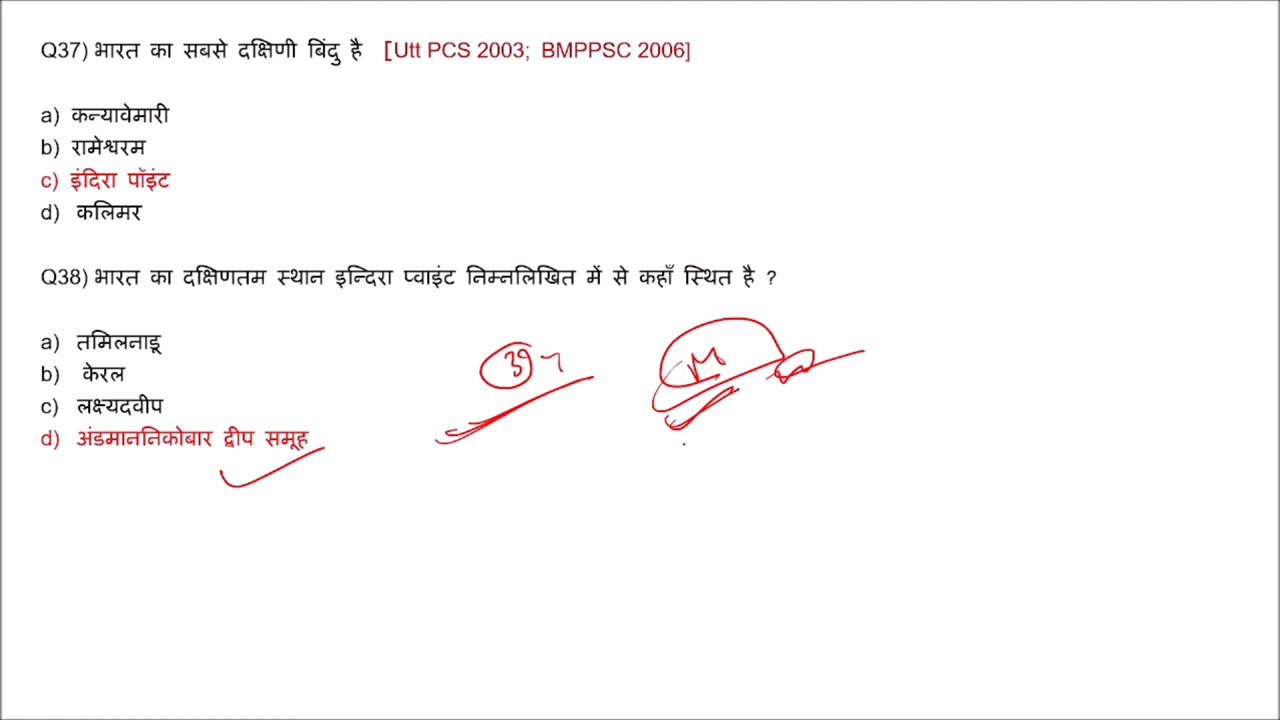 Q37) भारत का सबसे दक्षिणी बिंदु है [Utt PCS 2003; BMPPSC 2006]
a) कन्यावेमारी
b) रामेश्वरम
c) इंदिरा पॉइंट
d) कलिमर
Q38) भारत का दक्षिणतम स्थान इन्दिरा प्वाइंट निम्नलिखित में से कहाँ स्थित है ?
a) तमिलनाडू
b) केरल
c) लक्ष्यदवीप
d) अंडमाननिकोबार द्वीप समूह
39